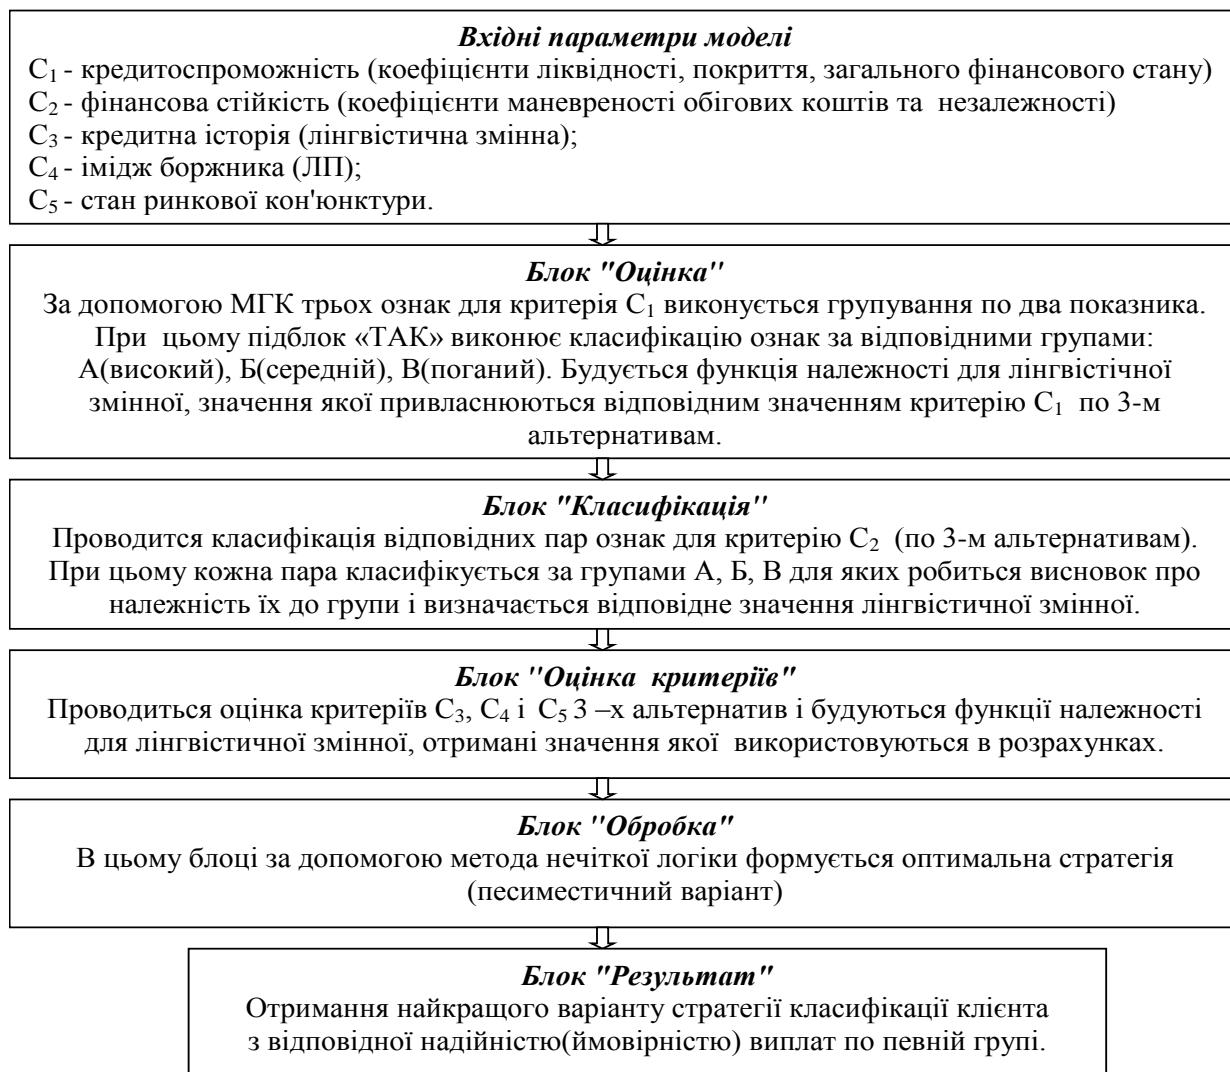 Вхідні параметри моделі
C₁ - кредитоспроможність (коефіцієнти ліквідності, покриття, загального фінансового стану)
C₂ - фінансова стійкість (коефіцієнти маневреності обігових коштів та незалежності)
C₃ - кредитна історія (лінгвістична змінна);
C₄ - імідж боржника (ЛП);
C₅ - стан ринкової кон'юнктури.
Блок "Оцінка"
За допомогою МГК трьох ознак для критерія C₁ виконується групування по два показника.
При цьому підблок «ТАК» виконює класифікацію ознак за відповідними групами:
А(високий), Б(середній), В(поганий). Будується функція належності для лінгвістічної
змінної, значення якої привласнюються відповідним значенням критерію C₁ по 3-м
альтернативам.
Блок "Класифікація"
Проводится класифікація відповідних пар ознак для критерію C₂ (по 3-м альтернативам).
При цьому кожна пара класифікується за групами А, Б, В для яких робиться висновок про
належність їх до групи і визначається відповідне значення лінгвістичної змінної.
Блок "Оцінка критеріїв"
Проводиться оцінка критеріїв C₃, C₄ і C₅ 3 –х альтернатив і будуються функції належності
для лінгвістичної змінної, отримані значення якої використовуються в розрахунках.
Блок "Обробка"
В цьому блоці за допомогою метода нечіткої логіки формується оптимальна стратегія
(песиместичний варіант)
Блок "Результат"
Отримання найкращого варіанту стратегії класифікації клієнта
з відповідної надійністю(ймовірністю) виплат по певній групі.